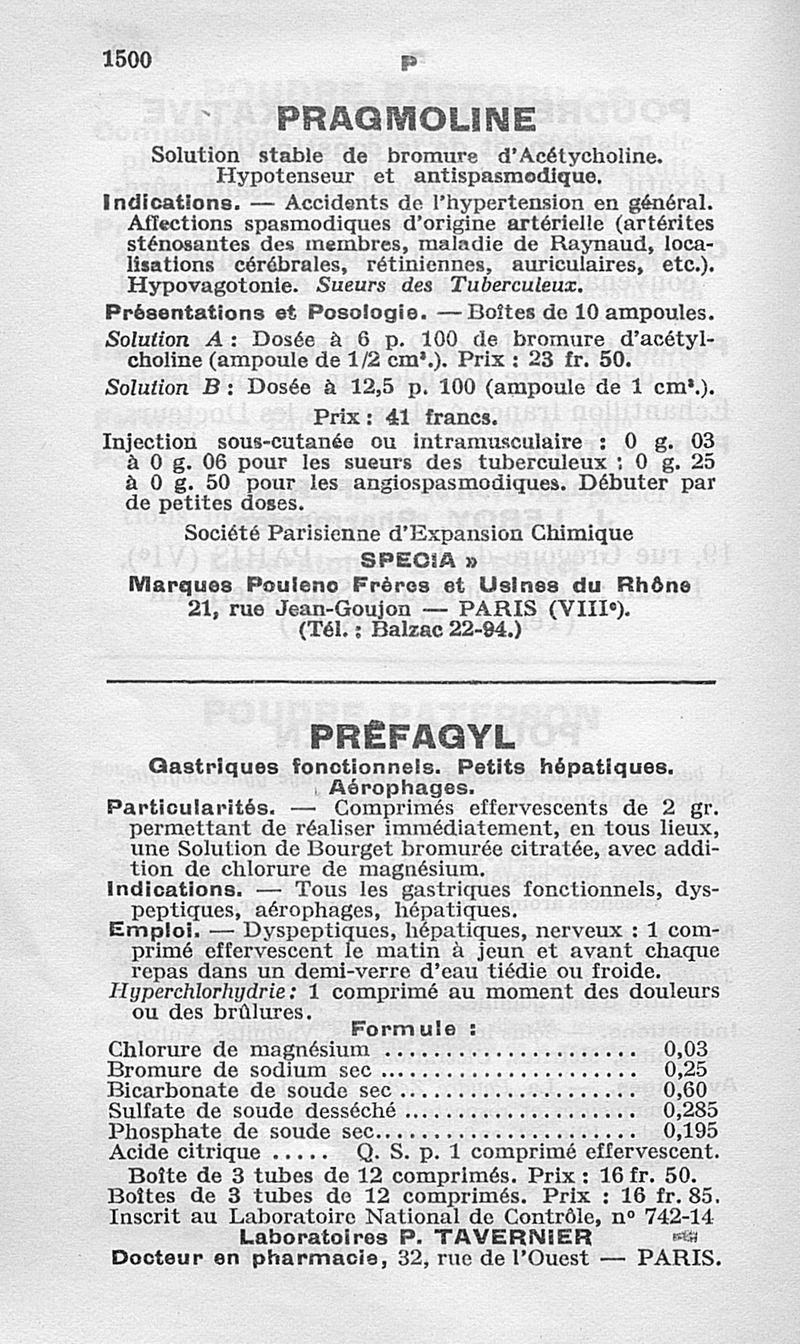 1500
P
PRAGMOLINE
Solution stable de bromure d'Acétycholine.
Hypotenseur et antispasmodique.
Indications. — Accidents de l'hypertension en général.
Affections spasmodiques d'origine artérielle (artérites
sténosantes des membres, maladie de Raynaud, loca-
lisations cérébrales, rétiniennes, auriculaires, etc.).
Hypovagotonie. Sueurs des Tuberculeux.
Présentations et Posologie. — Boîtes de 10 ampoules.
Solution A : Dosée à 6 p. 100 de bromure d'acétyl-
choline (ampoule de 1/2 cm³.). Prix : 23 fr. 50.
Solution B : Dosée à 12,5 p. 100 (ampoule de 1 cm³.).
Prix : 41 francs.
Injection sous-cutanée ou intramusculaire : 0 g. 03
à 0 g. 06 pour les sueurs des tuberculeux : 0 g. 25
à 0 g. 50 pour les angiospasmodiques. Débuter par
de petites doses.
Société Parisienne d'Expansion Chimique
SPECIA »
Marques Poulenc Frères et Usines du Rhône
21, rue Jean-Goujon — PARIS (VIIIe).
(Tél. : Balzac 22-94.)
PRÉFAGYL
Gastriques fonctionnels. Petits hépatiques.
Aérophages.
Particularités. — Comprimés effervescents de 2 gr.
permettant de réaliser immédiatement, en tous lieux,
une Solution de Bourget bromurée citratée, avec addi-
tion de chlorure de magnésium.
Indications. — Tous les gastriques fonctionnels, dys-
peptiques, aérophages, hépatiques.
Emploi. — Dyspeptiques, hépatiques, nerveux : 1 com-
primé effervescent le matin à jeun et avant chaque
repas dans un demi-verre d'eau tiédie ou froide.
Hyperchlorhydrie : 1 comprimé au moment des douleurs
ou des brûlures.
Formule :
Chlorure de magnésium ...................... 0,03
Bromure de sodium sec ...................... 0,25
Bicarbonate de soude sec .................... 0,60
Sulfate de soude desséché .................... 0,285
Phosphate de soude sec....................... 0,195
Acide citrique ..... Q. S. p. 1 comprimé effervescent.
Boîte de 3 tubes de 12 comprimés. Prix : 16 fr. 50.
Boîtes de 3 tubes de 12 comprimés. Prix : 16 fr. 85.
Inscrit au Laboratoire National de Contrôle, n° 742-14
Laboratoires P. TAVERNIER
Docteur en pharmacie, 32, rue de l'Ouest — PARIS.